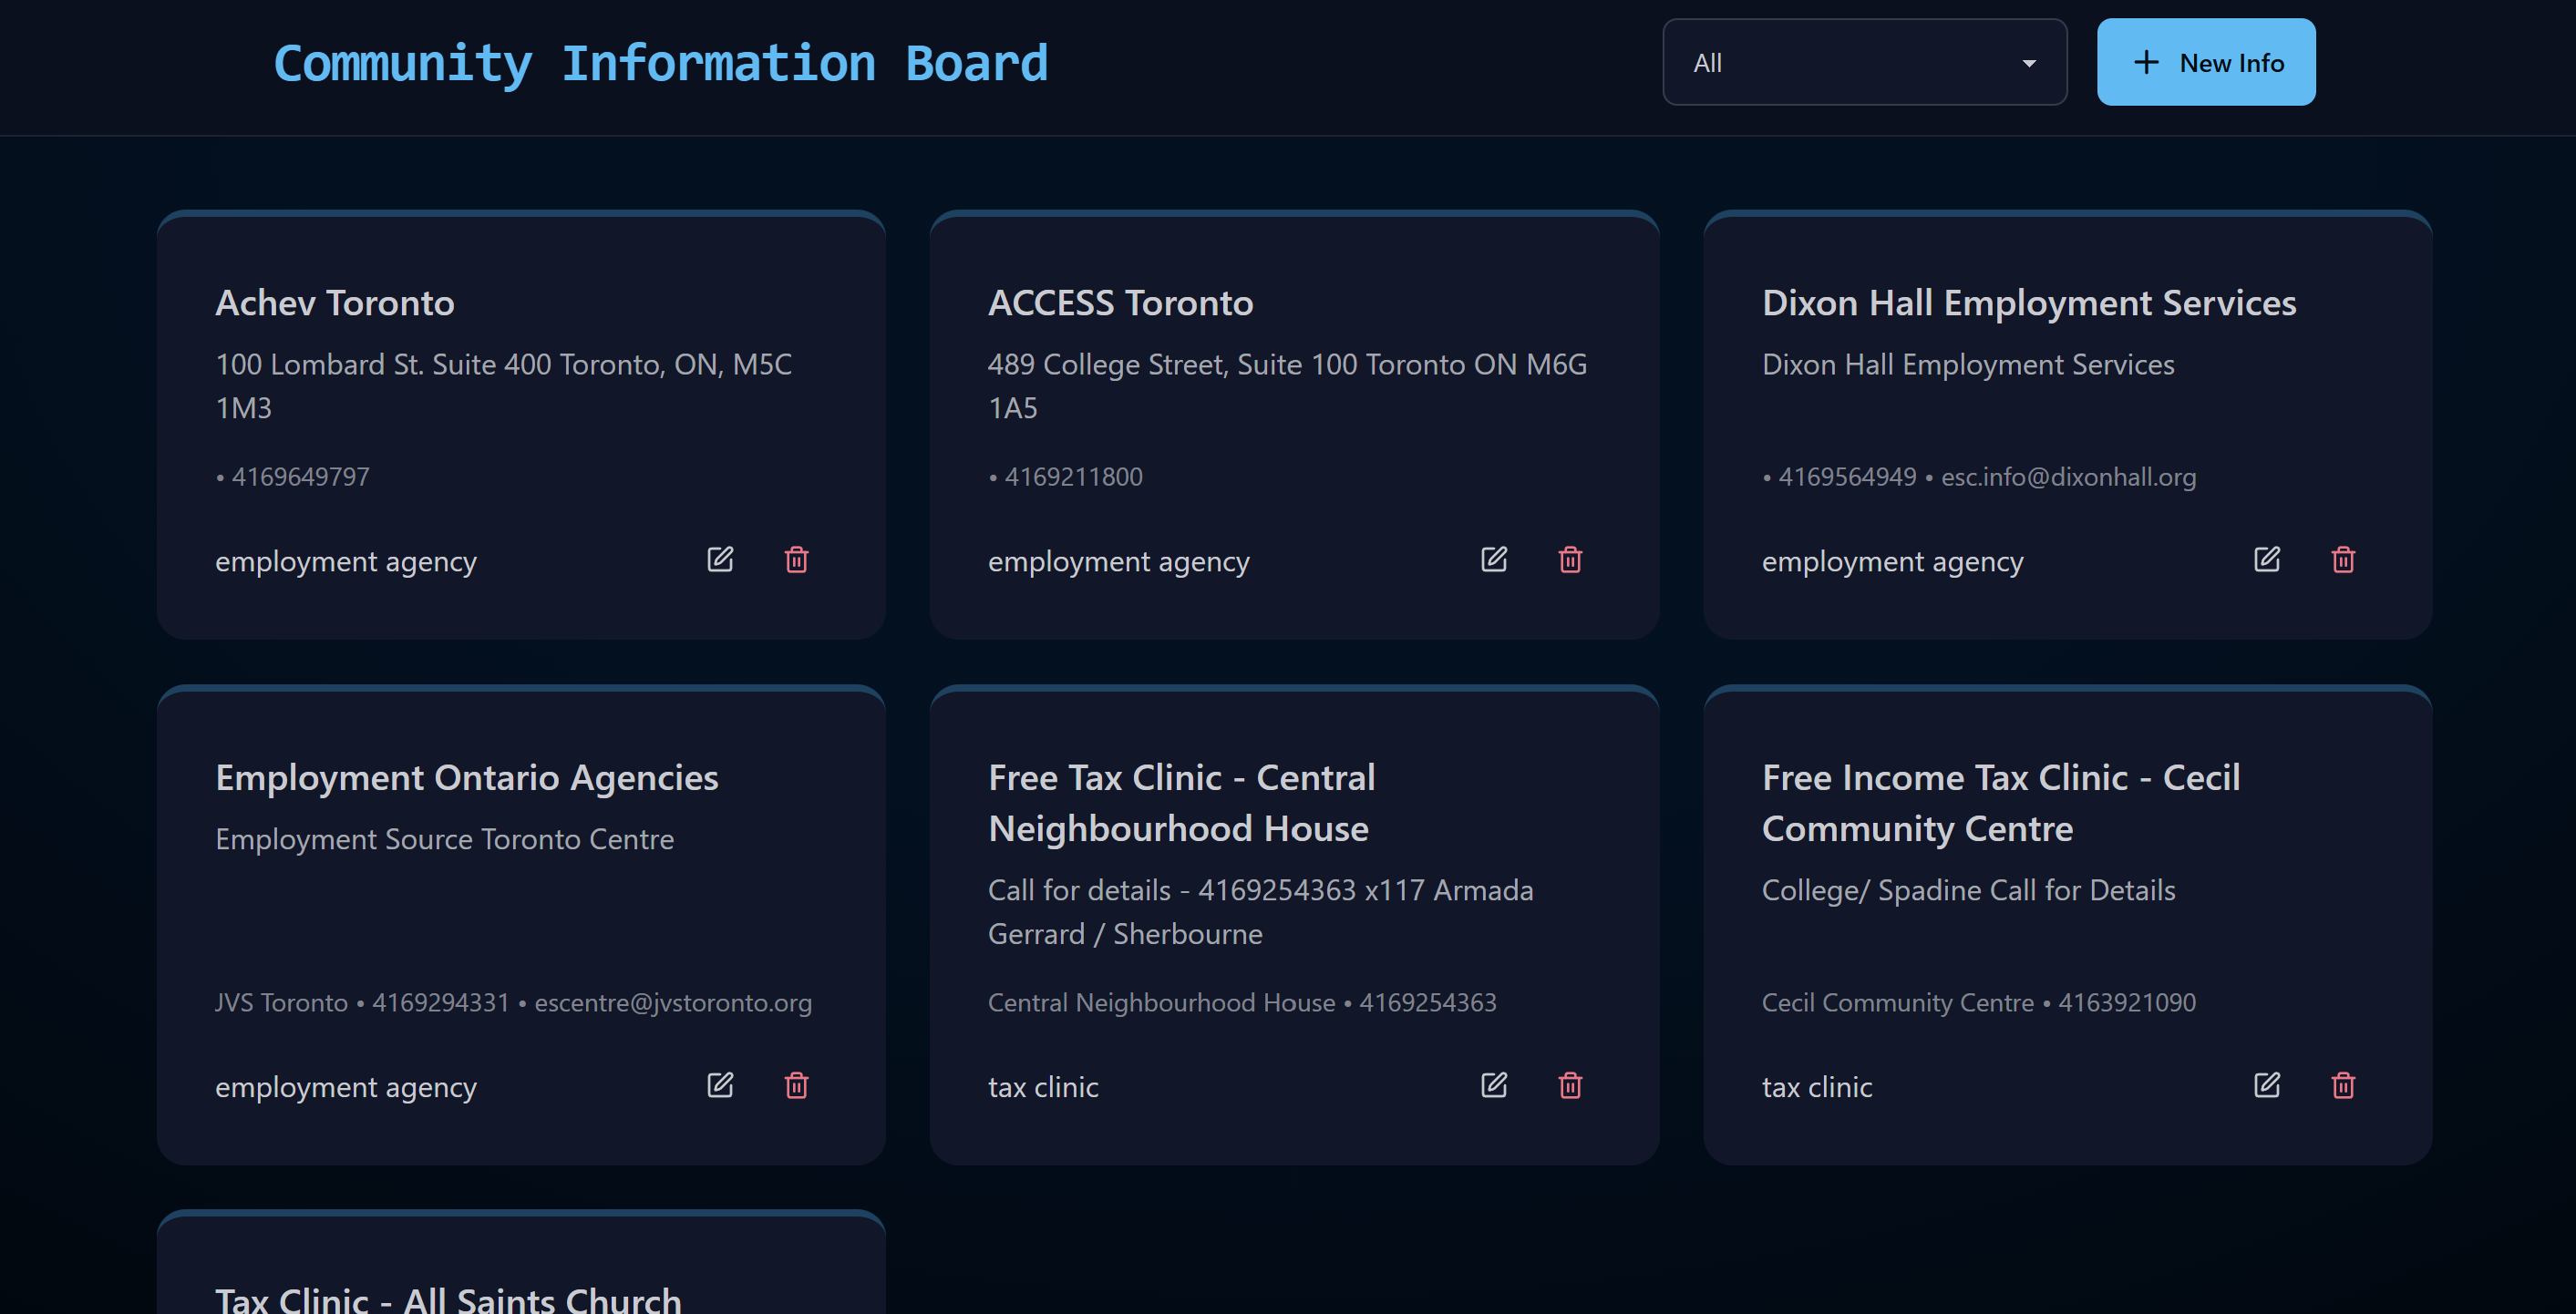 Community Information Board
All
New Info
Achev Toronto
100 Lombard St. Suite 400 Toronto, ON, M5C
1M3
• 4169649797
employment agency
ACCESS Toronto
489 College Street, Suite 100 Toronto ON M6G
1A5
• 4169211800
employment agency
Dixon Hall Employment Services
Dixon Hall Employment Services
• 4169564949 • esc.info@dixonhall.org
employment agency
Employment Ontario Agencies
Employment Source Toronto Centre
JVS Toronto • 4169294331 • escentre@jvstoronto.org
employment agency
Free Tax Clinic - Central
Neighbourhood House
Call for details - 4169254363 x117 Armada
Gerrard / Sherbourne
Central Neighbourhood House • 4169254363
tax clinic
Free Income Tax Clinic - Cecil
Community Centre
College/ Spadine Call for Details
Cecil Community Centre • 4163921090
tax clinic
Tax Clinic - All Saints Church